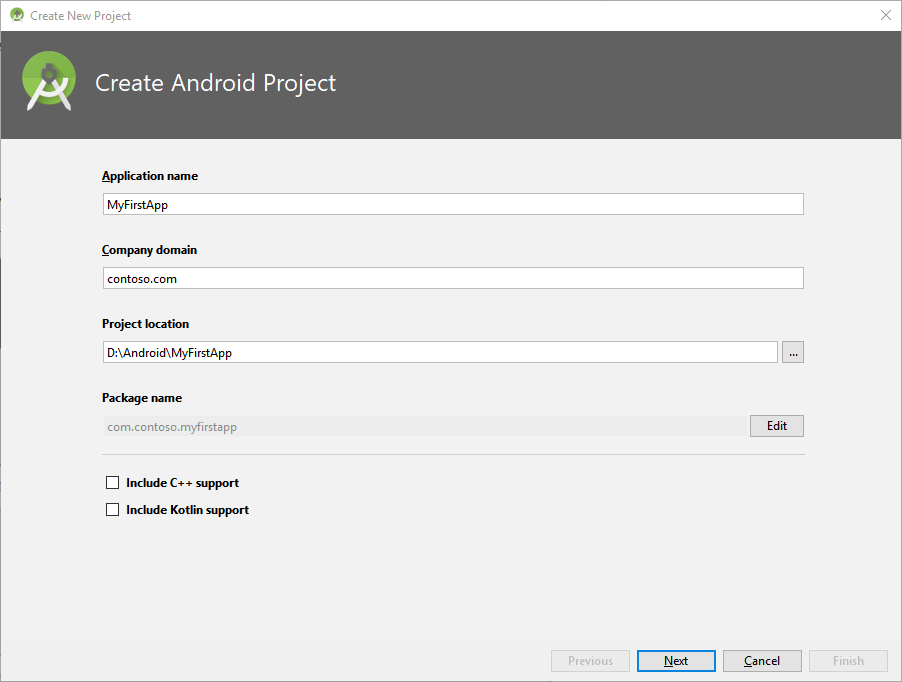 Create New Project
Create Android Project
Application name
MyFirstApp
Company domain
contoso.com
Project location
D:\Android\MyFirstApp
...
Package name
com.contoso.myfirstapp
Edit
Include C++ support
Include Kotlin support
Previous Next Cancel Finish